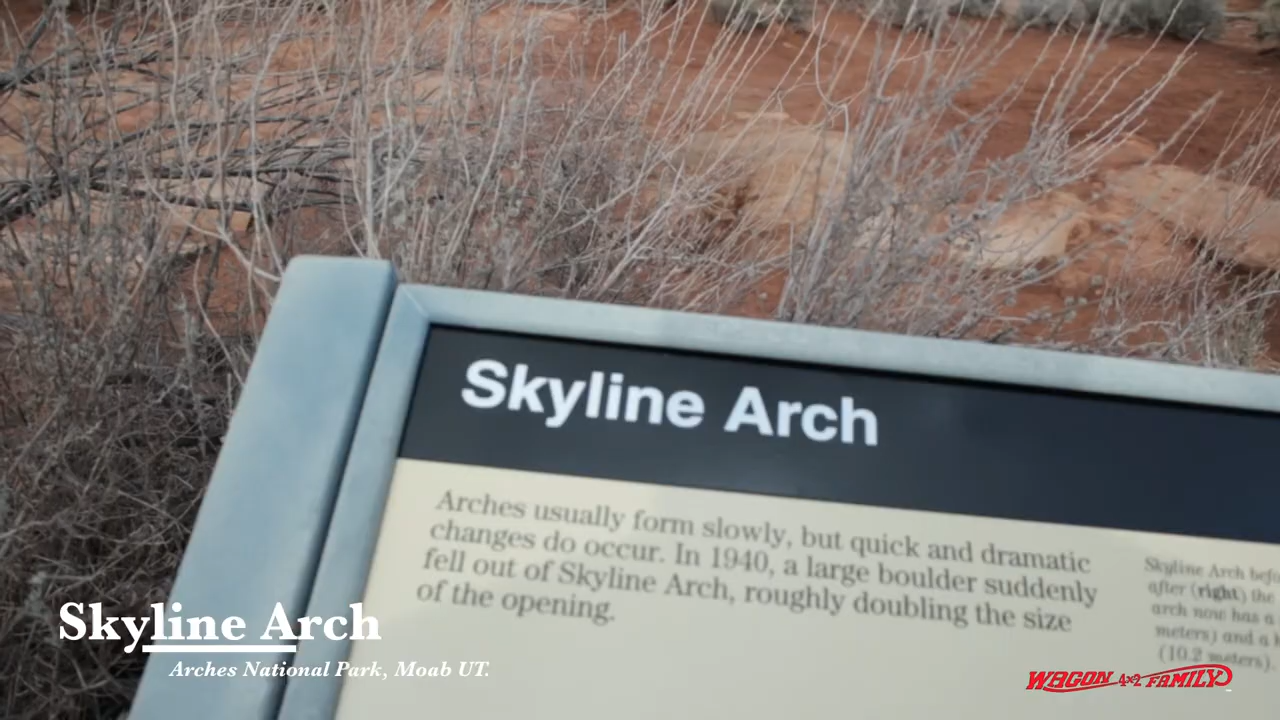 Skyline Arch
Arches usually form slowly, but quick and dramatic
changes do occur. In 1940, a large boulder suddenly
fell out of Skyline Arch, roughly doubling the size
of the opening.
Skyline Arch befo
after (right) the
arch now has a
meters) and a h
(10.2 meters).
Skyline Arch
Arches National Park, Moab UT.
WAGON 4x2 FAMILY